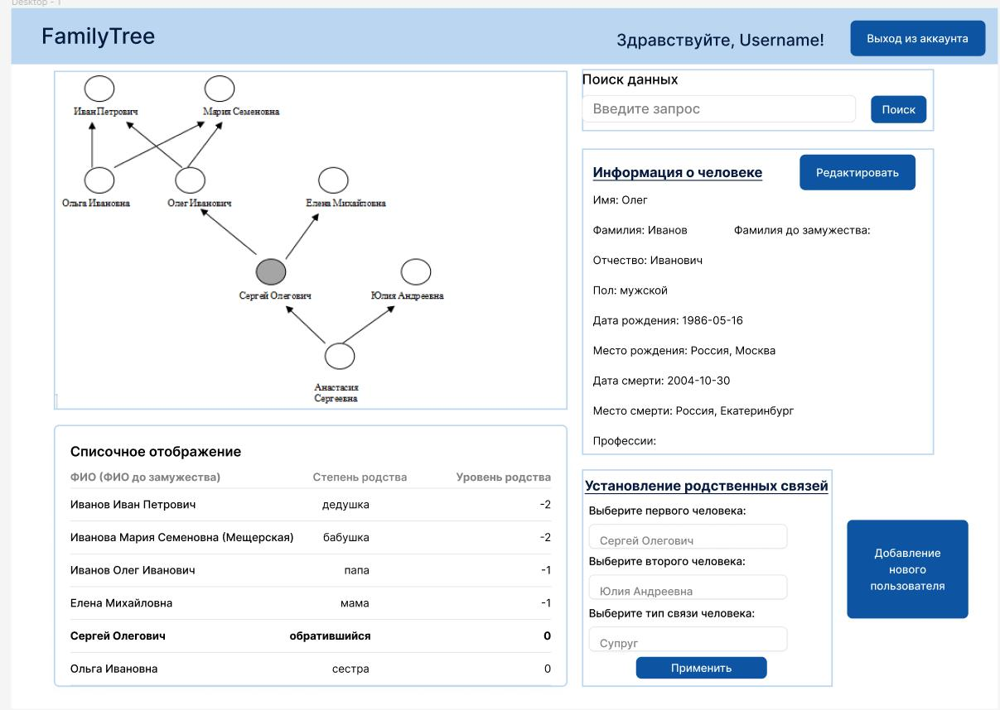 Desktop - 1
FamilyTree
Здравствуйте, Username!
Выход из аккаунта
Иван Петрович
Мария Семеновна
Ольга Ивановна
Олег Иванович
Елена Михайловна
Сергей Олегович
Юлия Андреевна
Анастасия
Сергеевна
Поиск данных
Введите запрос
Поиск
Информация о человеке
Редактировать
Имя: Олег
Фамилия: Иванов
Фамилия до замужества:
Отчество: Иванович
Пол: мужской
Дата рождения: 1986-05-16
Место рождения: Россия, Москва
Дата смерти: 2004-10-30
Место смерти: Россия, Екатеринбург
Профессии:
Списочное отображение
ФИО (ФИО до замужества) Степень родства Уровень родства
Иванов Иван Петрович дедушка -2
Иванова Мария Семеновна (Мещерская) бабушка -2
Иванов Олег Иванович папа -1
Елена Михайловна мама -1
Сергей Олегович обратившийся 0
Ольга Ивановна сестра 0
Установление родственных связей
Выберите первого человека:
Сергей Олегович
Выберите второго человека:
Юлия Андреевна
Выберите тип связи человека:
Супруг
Применить
Добавление
нового
пользователя